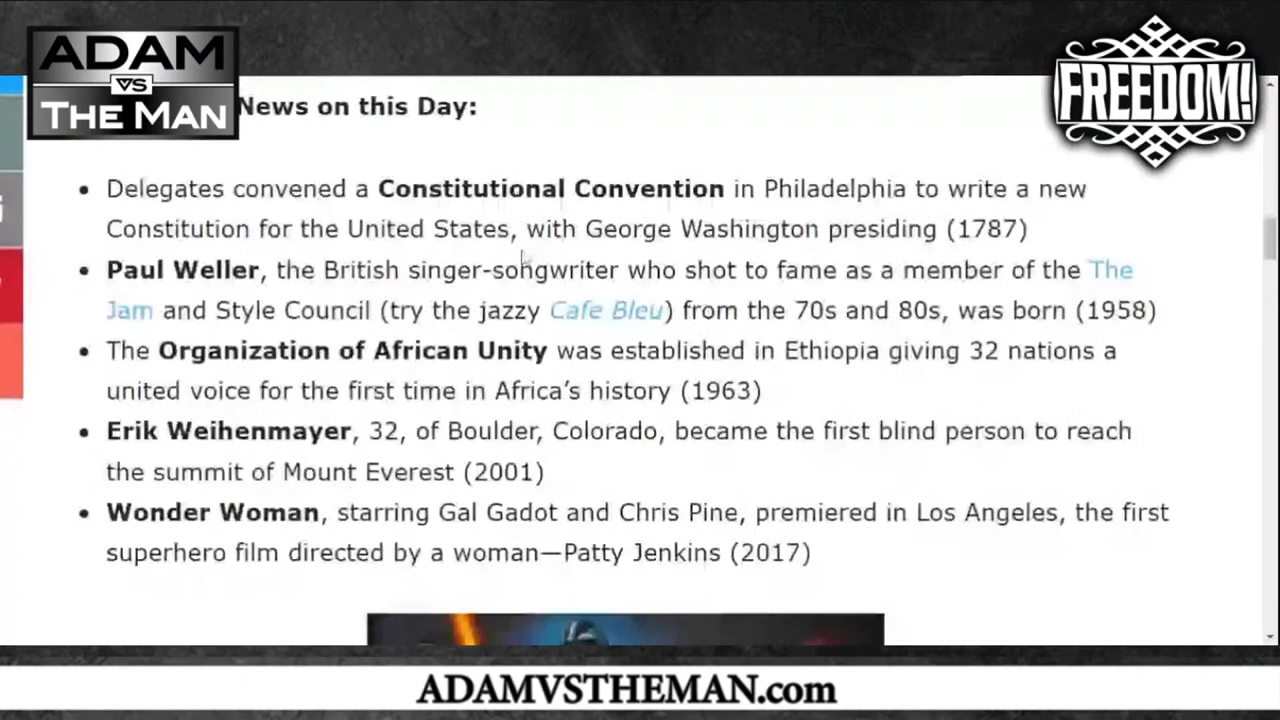 ADAM
VS
THE MAN
FREEDOM!
News on this Day:
Delegates convened a Constitutional Convention in Philadelphia to write a new
Constitution for the United States, with George Washington presiding (1787)
Paul Weller, the British singer-songwriter who shot to fame as a member of the The
Jam and Style Council (try the jazzy Cafe Bleu) from the 70s and 80s, was born (1958)
The Organization of African Unity was established in Ethiopia giving 32 nations a
united voice for the first time in Africa’s history (1963)
Erik Weihenmayer, 32, of Boulder, Colorado, became the first blind person to reach
the summit of Mount Everest (2001)
Wonder Woman, starring Gal Gadot and Chris Pine, premiered in Los Angeles, the first
superhero film directed by a woman—Patty Jenkins (2017)
ADAMVSTHEMAN.com